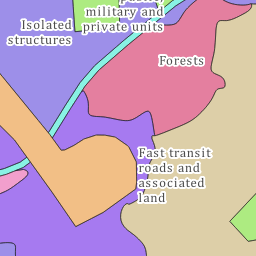 military and
private units
Isolated
structures
Forests
Fast transit
roads and
associated
land